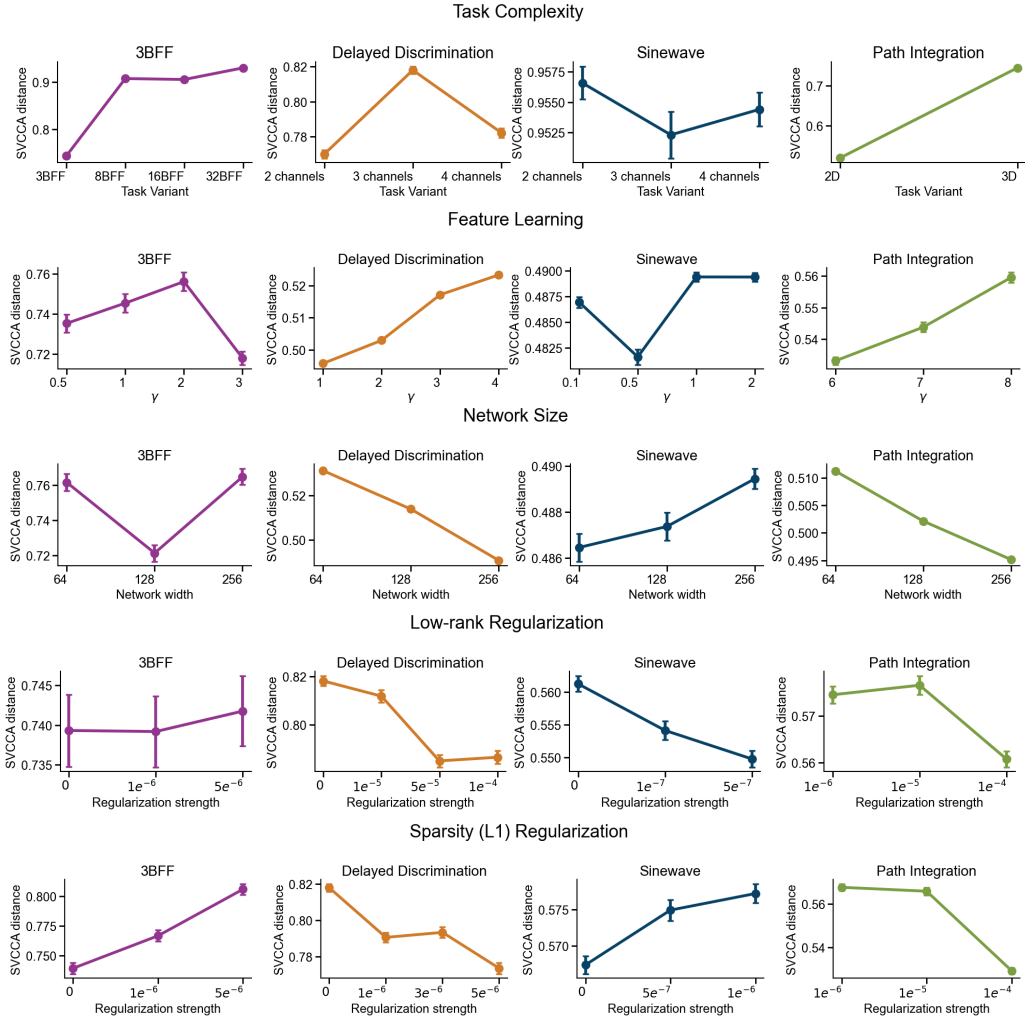 Task Complexity
3BFF
SVCCA distance
0.9
0.8
3BFF 8BFF 16BFF 32BFF
Task Variant
Delayed Discrimination
SVCCA distance
0.82
0.80
0.78
2 channels 3 channels 4 channels
Task Variant
Sinewave
SVCCA distance
0.9575
0.9550
0.9525
2 channels 3 channels 4 channels
Task Variant
Path Integration
SVCCA distance
0.7
0.6
2D 3D
Task Variant
Feature Learning
3BFF
SVCCA distance
0.76
0.74
0.72
0.5 1 2 3
γ
Delayed Discrimination
SVCCA distance
0.52
0.51
0.50
1 2 3 4
γ
Sinewave
SVCCA distance
0.4900
0.4875
0.4850
0.4825
0.1 0.5 1 2
γ
Path Integration
SVCCA distance
0.56
0.55
0.54
6 7 8
γ
Network Size
3BFF
SVCCA distance
0.76
0.74
0.72
64 128 256
Network width
Delayed Discrimination
SVCCA distance
0.52
0.50
64 128 256
Network width
Sinewave
SVCCA distance
0.490
0.488
0.486
64 128 256
Network width
Path Integration
SVCCA distance
0.510
0.505
0.500
0.495
64 128 256
Network width
Low-rank Regularization
3BFF
SVCCA distance
0.745
0.740
0.735
0 1e⁻⁶ 5e⁻⁶
Regularization strength
Delayed Discrimination
SVCCA distance
0.82
0.80
0 1e⁻⁵ 5e⁻⁵ 1e⁻⁴
Regularization strength
Sinewave
SVCCA distance
0.560
0.555
0.550
0 1e⁻⁷ 5e⁻⁷
Regularization strength
Path Integration
SVCCA distance
0.57
0.56
1e⁻⁶ 1e⁻⁵ 1e⁻⁴
Regularization strength
Sparsity (L1) Regularization
3BFF
SVCCA distance
0.800
0.775
0.750
0 1e⁻⁶ 5e⁻⁶
Regularization strength
Delayed Discrimination
SVCCA distance
0.82
0.80
0.78
0 1e⁻⁶ 3e⁻⁶ 5e⁻⁶
Regularization strength
Sinewave
SVCCA distance
0.575
0.570
0 5e⁻⁷ 1e⁻⁶
Regularization strength
Path Integration
SVCCA distance
0.56
0.54
1e⁻⁶ 1e⁻⁵ 1e⁻⁴
Regularization strength